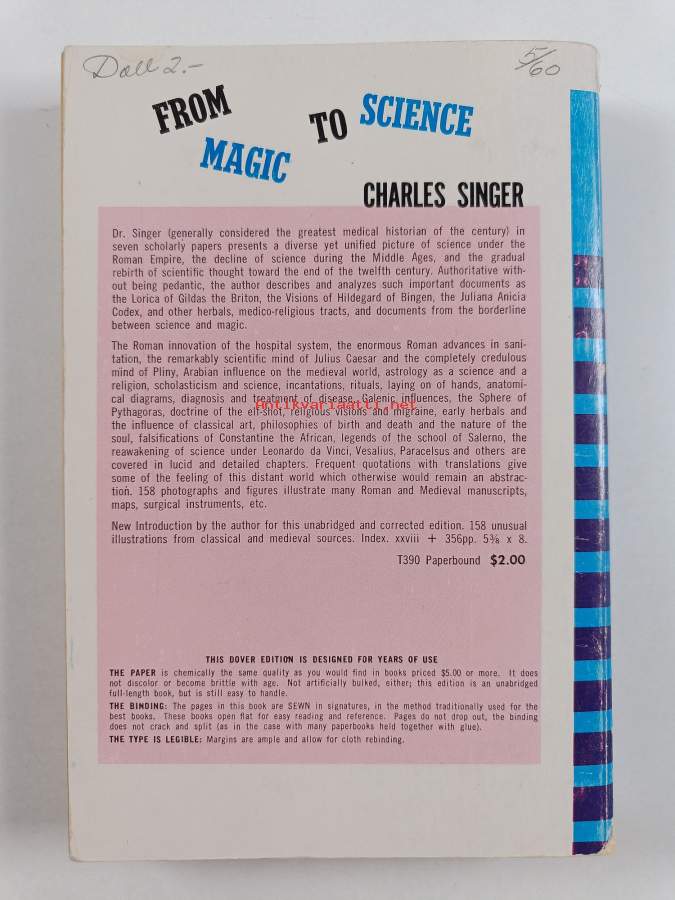 Doll 2.-
5/60
FROM
MAGIC
TO
SCIENCE
CHARLES SINGER
Dr. Singer (generally considered the greatest medical historian of the century) in
seven scholarly papers presents a diverse yet unified picture of science under the
Roman Empire, the decline of science during the Middle Ages, and the gradual
rebirth of scientific thought toward the end of the twelfth century. Authoritative with-
out being pedantic, the author describes and analyzes such important documents as
the Lorica of Gildas the Briton, the Visions of Hildegard of Bingen, the Juliana Anicia
Codex, and other herbals, medico-religious tracts, and documents from the borderline
between science and magic.
The Roman innovation of the hospital system, the enormous Roman advances in sani-
tation, the remarkably scientific mind of Julius Caesar and the completely credulous
mind of Pliny, Arabian influence on the medieval world, astrology as a science and a
religion, scholasticism and science, incantations, rituals, laying on of hands, anatomi-
cal diagrams, diagnosis and treatment of disease, Galenic influences, the Sphere of
Pythagoras, doctrine of the elf-shot, religious visions and migraine, early herbals and
the influence of classical art, philosophies of birth and death and the nature of the
soul, falsifications of Constantine the African, legends of the school of Salerno, the
reawakening of science under Leonardo da Vinci, Vesalius, Paracelsus and others are
covered in lucid and detailed chapters. Frequent quotations with translations give
some of the feeling of this distant world which otherwise would remain an abstrac-
tion. 158 photographs and figures illustrate many Roman and Medieval manuscripts,
maps, surgical instruments, etc.
New Introduction by the author for this unabridged and corrected edition. 158 unusual
illustrations from classical and medieval sources. Index. xxviii + 356pp. 5⅜ x 8.
T390 Paperbound $2.00
THIS DOVER EDITION IS DESIGNED FOR YEARS OF USE
THE PAPER is chemically the same quality as you would find in books priced $5.00 or more. It does
not discolor or become brittle with age. Not artificially bulked, either; this edition is an unabridged
full-length book, but is still easy to handle.
THE BINDING: The pages in this book are SEWN in signatures, in the method traditionally used for the
best books. These books open flat for easy reading and reference. Pages do not drop out, the binding
does not crack and split (as in the case with many paperbooks held together with glue).
THE TYPE IS LEGIBLE: Margins are ample and allow for cloth rebinding.
Antikvariaatti.net